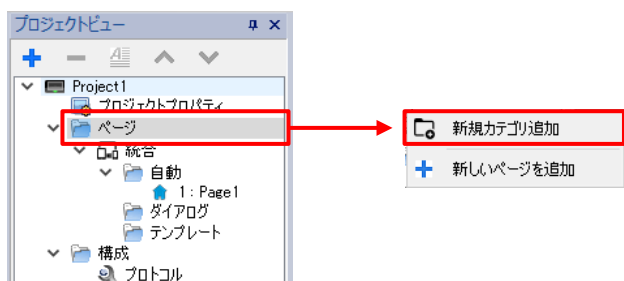 プロジェクトビュー
Project1
プロジェクトプロパティ
ページ
統合
自動
1: Page1
ダイアログ
テンプレート
構成
プロトコル
新規カテゴリ追加
新しいページを追加